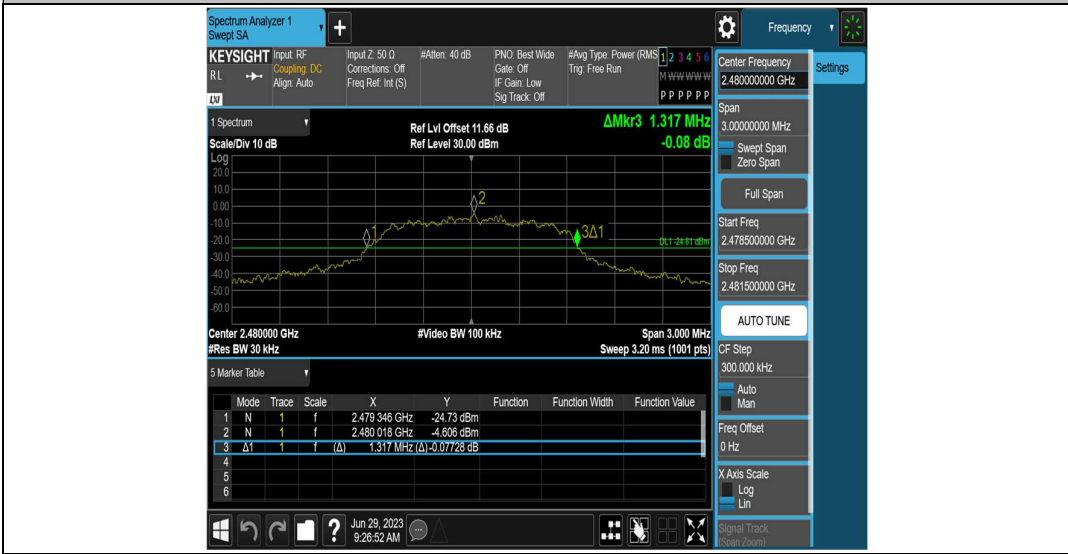 Spectrum Analyzer 1
Swept SA
+
Frequency
KEYSIGHT
RL
LXI
Input: RF
Coupling: DC
Align: Auto
Input Z: 50 Ω
Corrections: Off
Freq Ref: Int (S)
#Atten: 40 dB
PNO: Best Wide
Gate: Off
IF Gain: Low
Sig Track: Off
#Avg Type: Power (RMS
Trig: Free Run
1 2 3 4 5 6
M W W W W W
P P P P P P
1 Spectrum
Scale/Div 10 dB
Ref Lvl Offset 11.66 dB
Ref Level 30.00 dBm
ΔMkr3 1.317 MHz
-0.08 dB
Log
20.0
10.0
0.00
-10.0
-20.0
-30.0
-40.0
-50.0
-60.0
1
2
3Δ1
DL1 -24.61 dBm
Center 2.480000 GHz
#Video BW 100 kHz
Span 3.000 MHz
#Res BW 30 kHz
Sweep 3.20 ms (1001 pts)
5 Marker Table
Mode Trace Scale X Y Function Function Width Function Value
1 N 1 f 2.479 346 GHz -24.73 dBm
2 N 1 f 2.480 018 GHz -4.606 dBm
3 Δ1 1 f (Δ) 1.317 MHz (Δ) -0.07728 dB
4
5
6
?
Jun 29, 2023
9:26:52 AM
Center Frequency
2.480000000 GHz
Settings
Span
3.00000000 MHz
Swept Span
Zero Span
Full Span
Start Freq
2.478500000 GHz
Stop Freq
2.481500000 GHz
AUTO TUNE
CF Step
300.000 kHz
Auto
Man
Freq Offset
0 Hz
X Axis Scale
Log
Lin
Signal Track
(Span Zoom)